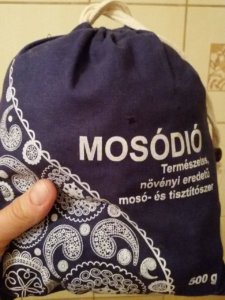 MOSÓDIÓ
Természetes,
növényi eredetű
mosó- és tisztítószer
500 g